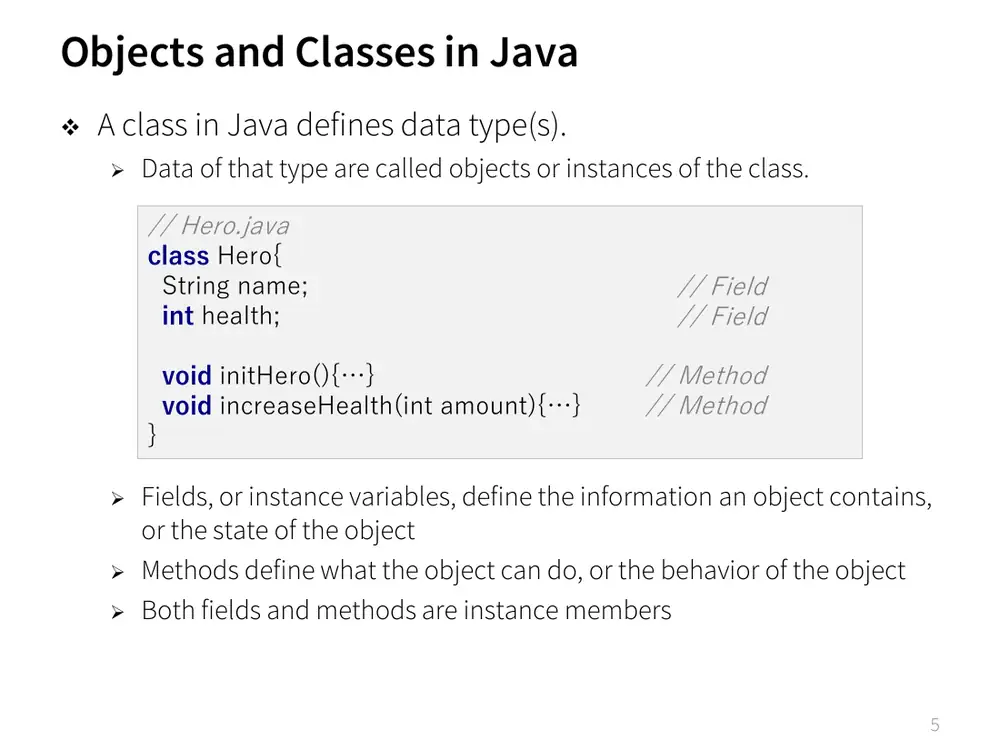 Objects and Classes in Java
❖ A class in Java defines data type(s).
➢ Data of that type are called objects or instances of the class.
// Hero.java
class Hero{
String name; // Field
int health; // Field
void initHero(){⋯} // Method
void increaseHealth(int amount){⋯} // Method
}
➢ Fields, or instance variables, define the information an object contains,
or the state of the object
➢ Methods define what the object can do, or the behavior of the object
➢ Both fields and methods are instance members
5